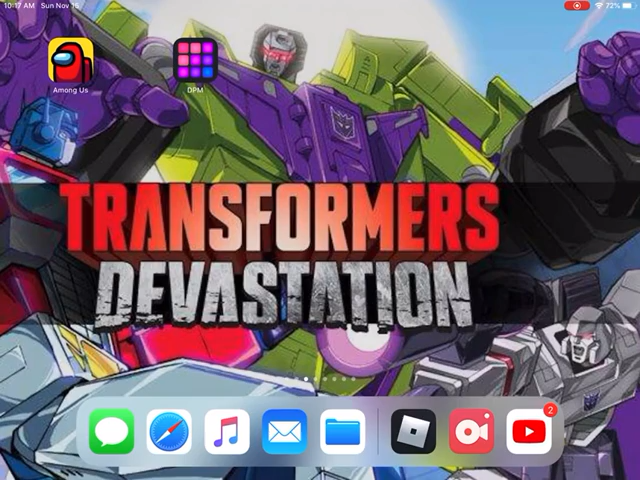 10:17 AM Sun Nov 15
72%
Among Us
DPM
TRANSFORMERS
DEVASTATION
2